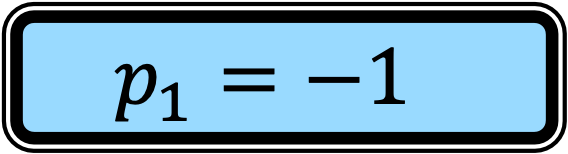 p₁ = −1